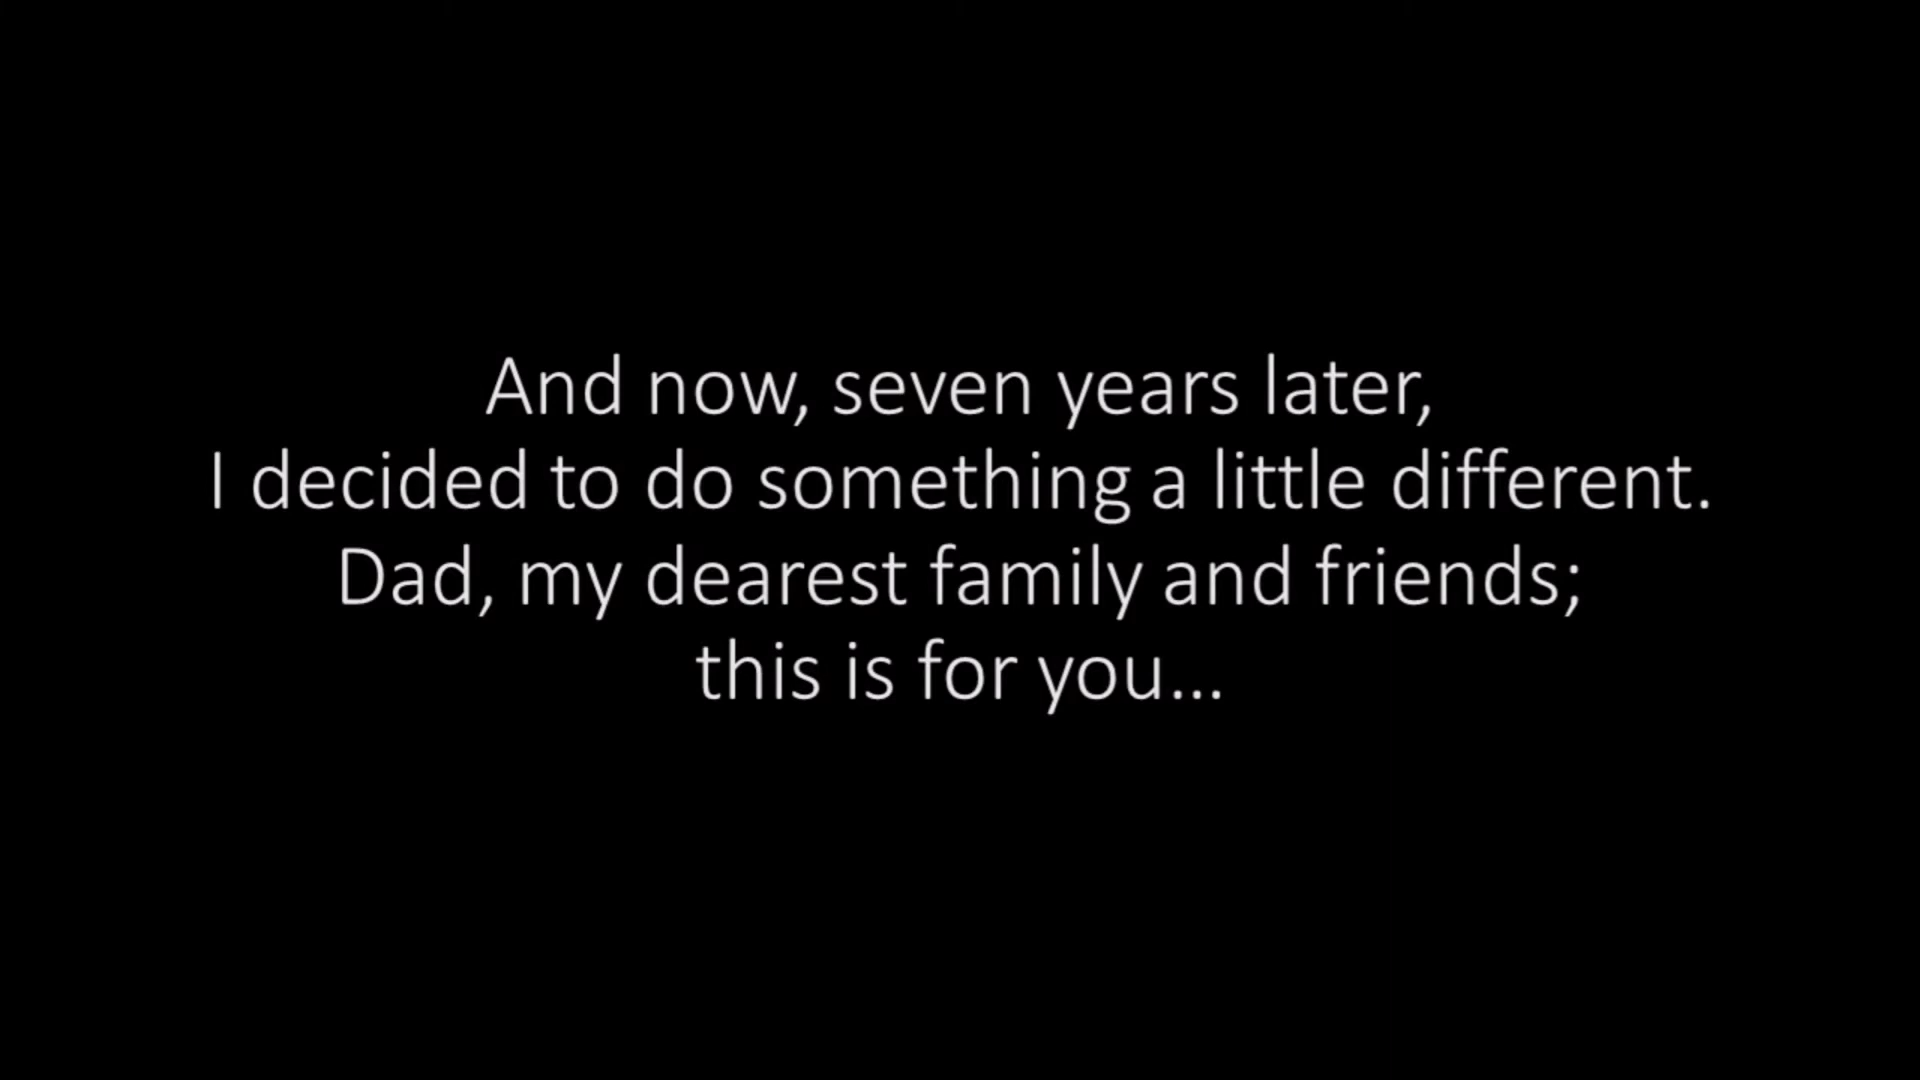 And now, seven years later,
I decided to do something a little different.
Dad, my dearest family and friends;
this is for you...